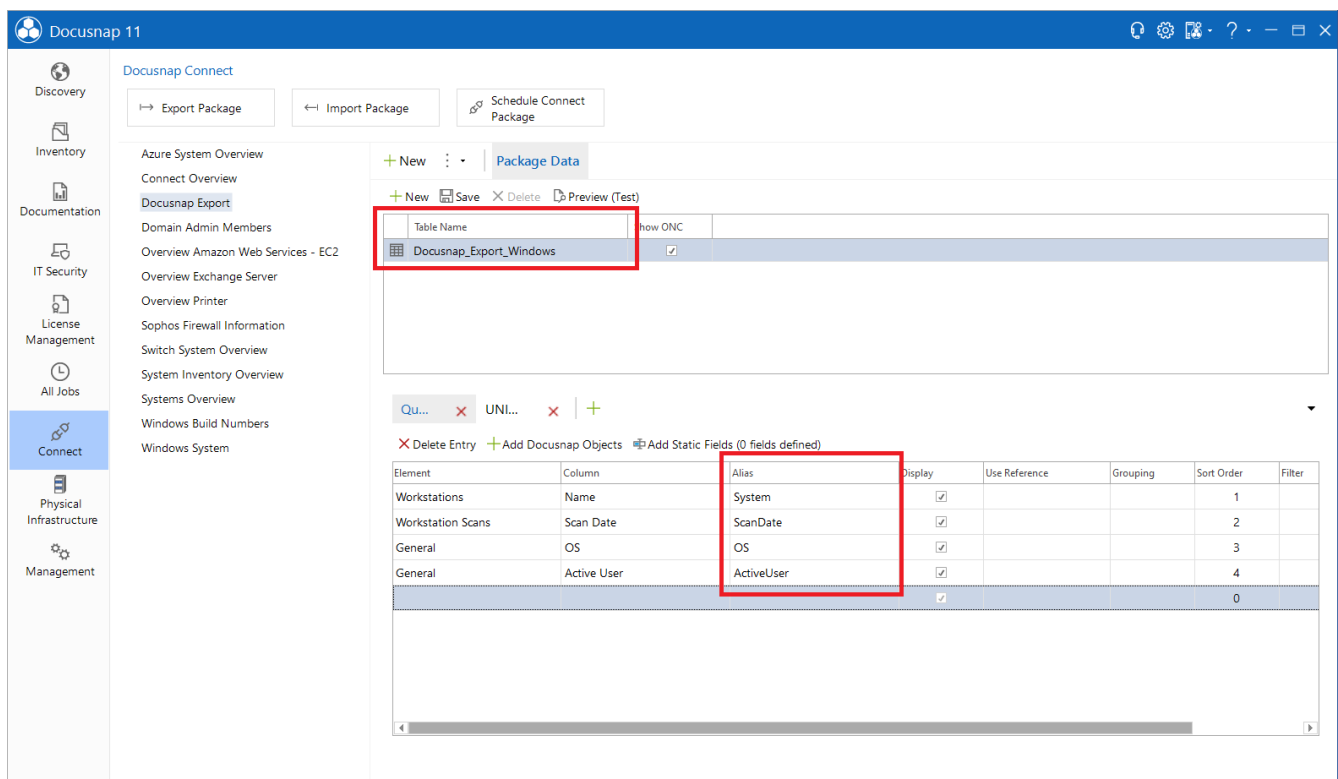 Docusnap 11
Discovery
Inventory
Documentation
IT Security
License
Management
All Jobs
Connect
Physical
Infrastructure
Management
Docusnap Connect
Export Package
Import Package
Schedule Connect
Package
Azure System Overview
Connect Overview
Docusnap Export
Domain Admin Members
Overview Amazon Web Services - EC2
Overview Exchange Server
Overview Printer
Sophos Firewall Information
Switch System Overview
System Inventory Overview
Systems Overview
Windows Build Numbers
Windows System
New Package Data
New Save Delete Preview (Test)
Table Name how ONC
Docusnap_Export_Windows
Qu... UNI...
Delete Entry Add Docusnap Objects Add Static Fields (0 fields defined)
Element Column Alias Display Use Reference Grouping Sort Order Filter
Workstations Name System 1
Workstation Scans Scan Date ScanDate 2
General OS OS 3
General Active User ActiveUser 4
0